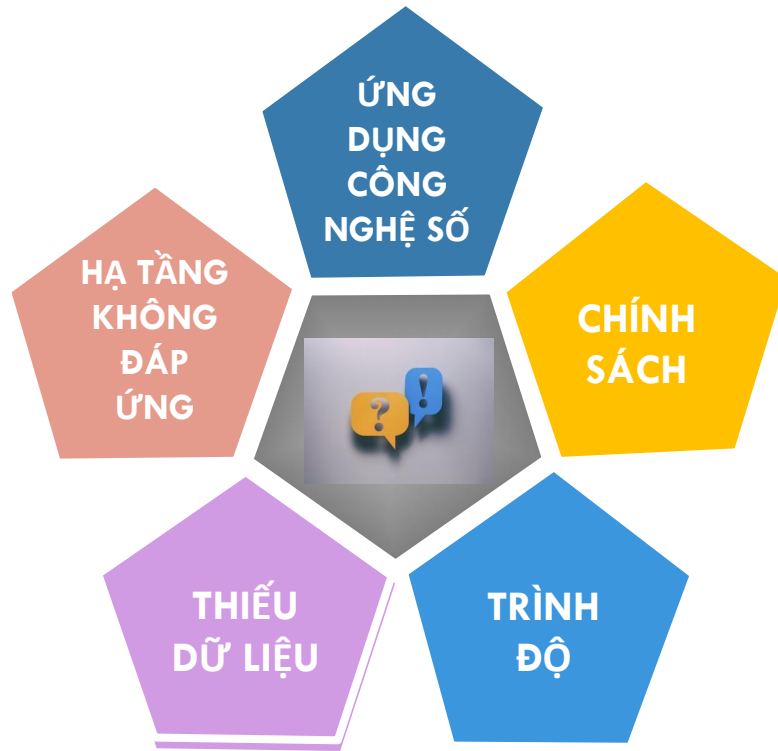 ỨNG
DỤNG
CÔNG
NGHỆ SỐ
HẠ TẦNG
KHÔNG
ĐÁP
ỨNG
CHÍNH
SÁCH
?
!
THIẾU
DỮ LIỆU
TRÌNH
ĐỘ